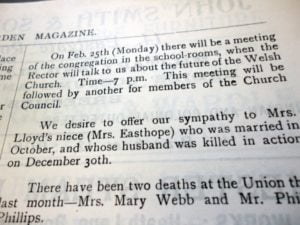 DEN MAGAZINE.
On Feb. 25th (Monday) there will be a meeting
of the congregation in the school-rooms, when the
Rector will talk to us about the future of the Welsh
Church. Time—7 p.m. This meeting will be
followed by another for members of the Church
Council.
We desire to offer our sympathy to Mrs.
Lloyd's niece (Mrs. Easthope) who was married in
October, and whose husband was killed in action
on December 30th.
There have been two deaths at the Union th
last month—Mrs. Mary Webb and Mr. Phi
Phillips.